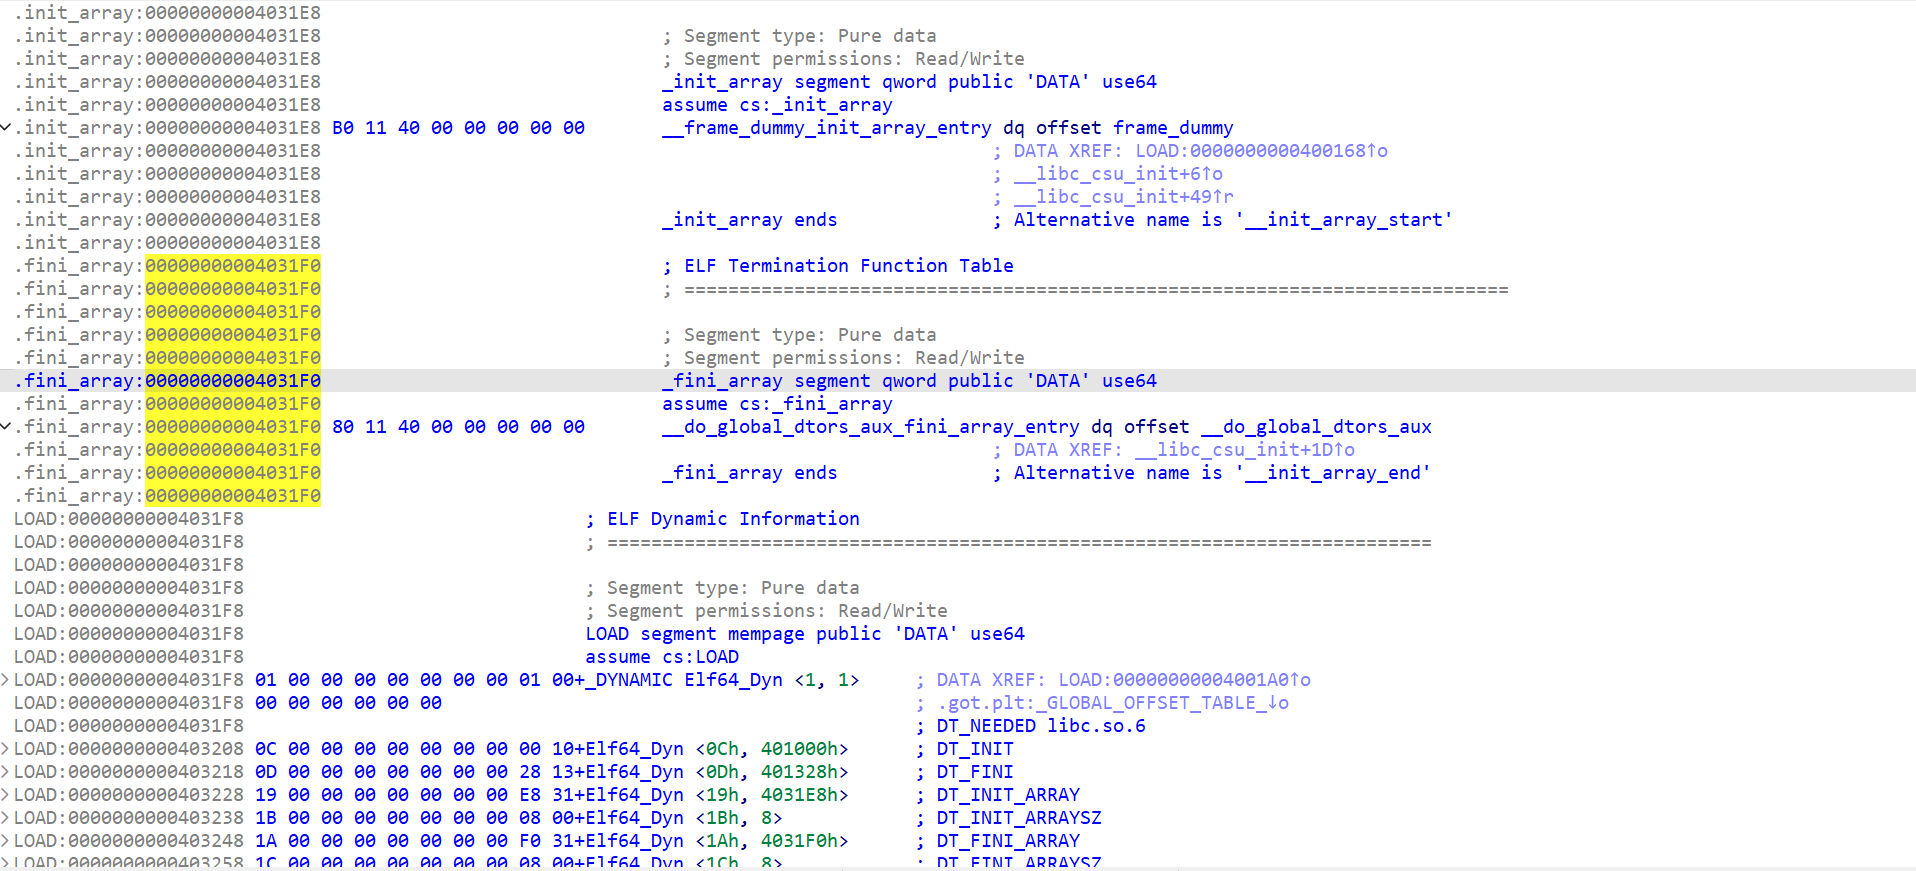 .init_array:00000000004031E8
.init_array:00000000004031E8 ; Segment type: Pure data
.init_array:00000000004031E8 ; Segment permissions: Read/Write
.init_array:00000000004031E8 _init_array segment qword public 'DATA' use64
.init_array:00000000004031E8 assume cs:_init_array
.init_array:00000000004031E8 B0 11 40 00 00 00 00 00 __frame_dummy_init_array_entry dq offset frame_dummy
.init_array:00000000004031E8 ; DATA XREF: LOAD:0000000000400168↑o
.init_array:00000000004031E8 ; __libc_csu_init+6↑o
.init_array:00000000004031E8 ; __libc_csu_init+49↑r
.init_array:00000000004031E8 _init_array ends ; Alternative name is '__init_array_start'
.init_array:00000000004031E8
.fini_array:00000000004031F0 ; ELF Termination Function Table
.fini_array:00000000004031F0 ; ===========================================================================
.fini_array:00000000004031F0
.fini_array:00000000004031F0 ; Segment type: Pure data
.fini_array:00000000004031F0 ; Segment permissions: Read/Write
.fini_array:00000000004031F0 _fini_array segment qword public 'DATA' use64
.fini_array:00000000004031F0 assume cs:_fini_array
.fini_array:00000000004031F0 80 11 40 00 00 00 00 00 __do_global_dtors_aux_fini_array_entry dq offset __do_global_dtors_aux
.fini_array:00000000004031F0 ; DATA XREF: __libc_csu_init+1D↑o
.fini_array:00000000004031F0 _fini_array ends ; Alternative name is '__init_array_end'
.fini_array:00000000004031F0
LOAD:00000000004031F8 ; ELF Dynamic Information
LOAD:00000000004031F8 ; ===========================================================================
LOAD:00000000004031F8
LOAD:00000000004031F8 ; Segment type: Pure data
LOAD:00000000004031F8 ; Segment permissions: Read/Write
LOAD:00000000004031F8 LOAD segment mempage public 'DATA' use64
LOAD:00000000004031F8 assume cs:LOAD
LOAD:00000000004031F8 01 00 00 00 00 00 00 00 01 00+_DYNAMIC Elf64_Dyn <1, 1> ; DATA XREF: LOAD:00000000004001A0↑o
LOAD:00000000004031F8 00 00 00 00 00 00 ; .got.plt:_GLOBAL_OFFSET_TABLE_↓o
LOAD:00000000004031F8 ; DT_NEEDED libc.so.6
LOAD:0000000000403208 0C 00 00 00 00 00 00 00 00 10+Elf64_Dyn <0Ch, 401000h> ; DT_INIT
LOAD:0000000000403218 0D 00 00 00 00 00 00 00 28 13+Elf64_Dyn <0Dh, 401328h> ; DT_FINI
LOAD:0000000000403228 19 00 00 00 00 00 00 00 E8 31+Elf64_Dyn <19h, 4031E8h> ; DT_INIT_ARRAY
LOAD:0000000000403238 1B 00 00 00 00 00 00 00 08 00+Elf64_Dyn <1Bh, 8> ; DT_INIT_ARRAYSZ
LOAD:0000000000403248 1A 00 00 00 00 00 00 00 F0 31+Elf64_Dyn <1Ah, 4031F0h> ; DT_FINI_ARRAY
LOAD:0000000000403258 1C 00 00 00 00 00 00 00 08 00+Elf64_Dyn <1Ch, 8> ; DT_FINI_ARRAYSZ